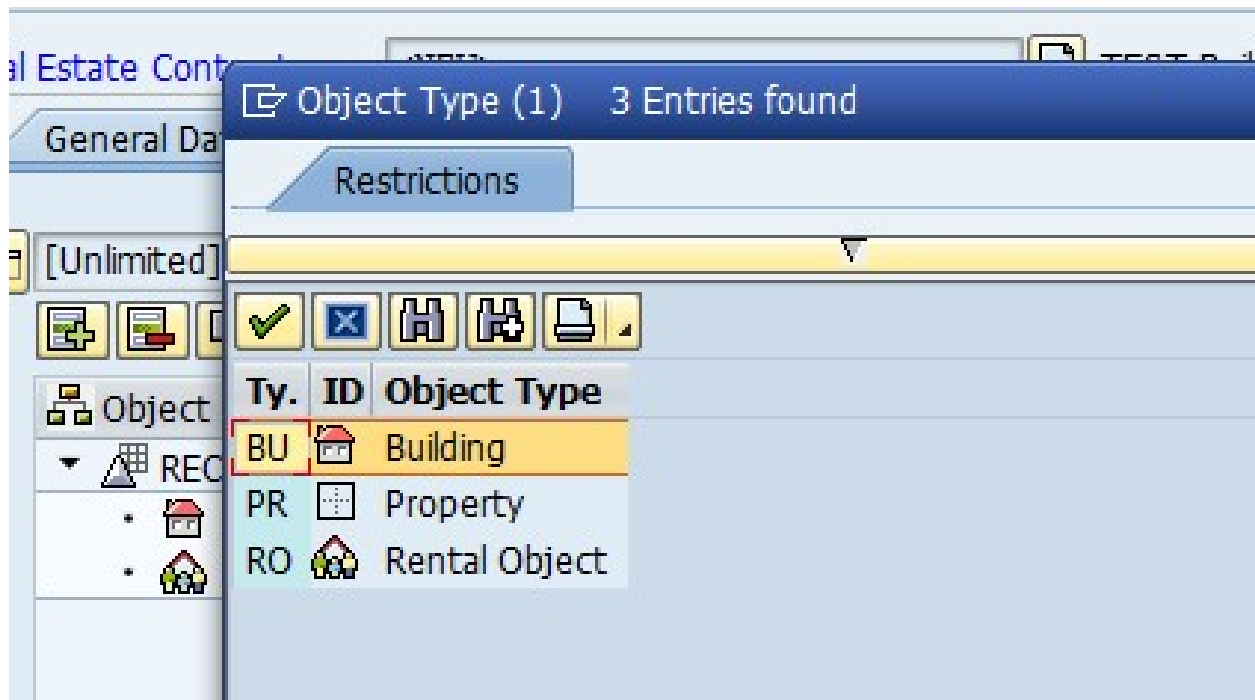 al Estate Cont
Object Type (1) 3 Entries found
General Da
Restrictions
[Unlimited]
Object
Ty. ID Object Type
BU Building
REC
PR Property
RO Rental Object